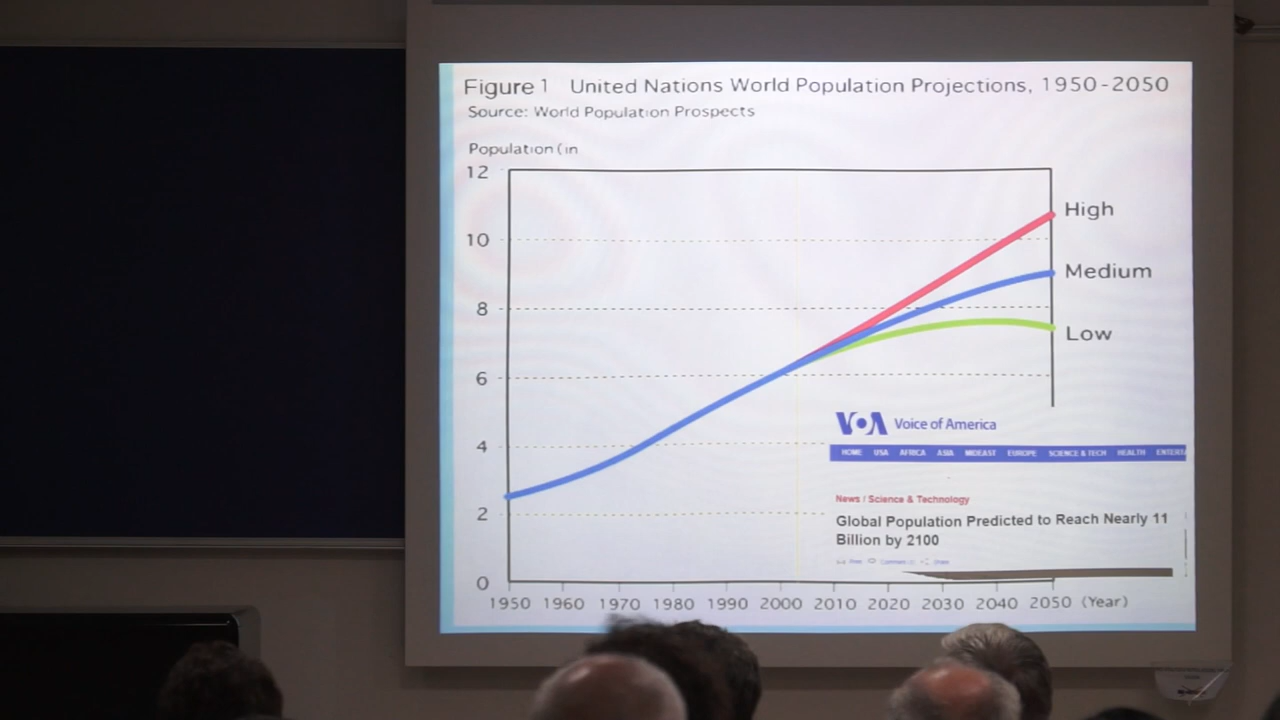 Figure 1 United Nations World Population Projections, 1950-2050
Source: World Population Prospects
Population (in
12
10
8
6
4
2
0
High
Medium
Low
VOA Voice of America
HOME USA AFRICA ASIA MIDEAST EUROPE SCIENCE & TECH HEALTH
News / Science & Technology
Global Population Predicted to Reach Nearly 11
Billion by 2100
1950 1960 1970 1980 1990 2000 2010 2020 2030 2040 2050 (Year)